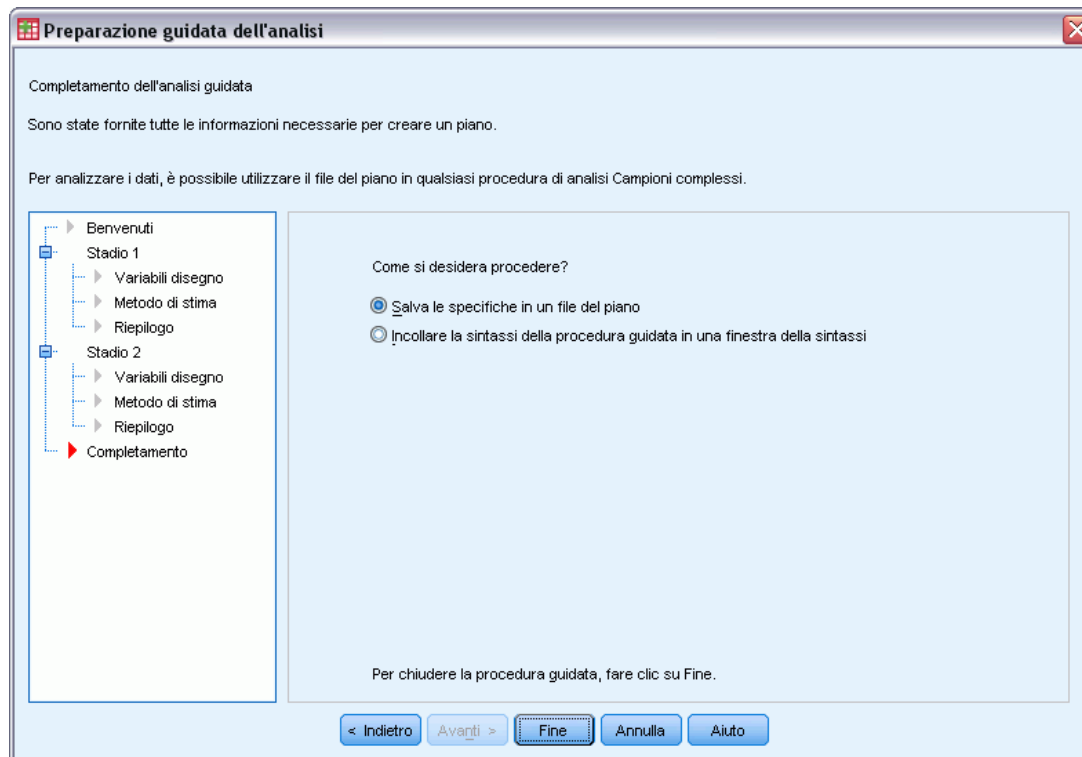 Preparazione guidata dell'analisi
Completamento dell'analisi guidata
Sono state fornite tutte le informazioni necessarie per creare un piano.
Per analizzare i dati, è possibile utilizzare il file del piano in qualsiasi procedura di analisi Campioni complessi.
Benvenuti
Stadio 1
Variabili disegno
Metodo di stima
Riepilogo
Stadio 2
Variabili disegno
Metodo di stima
Riepilogo
Completamento
Come si desidera procedere?
Salva le specifiche in un file del piano
Incollare la sintassi della procedura guidata in una finestra della sintassi
Per chiudere la procedura guidata, fare clic su Fine.
< Indietro
Avanti >
Fine
Annulla
Aiuto